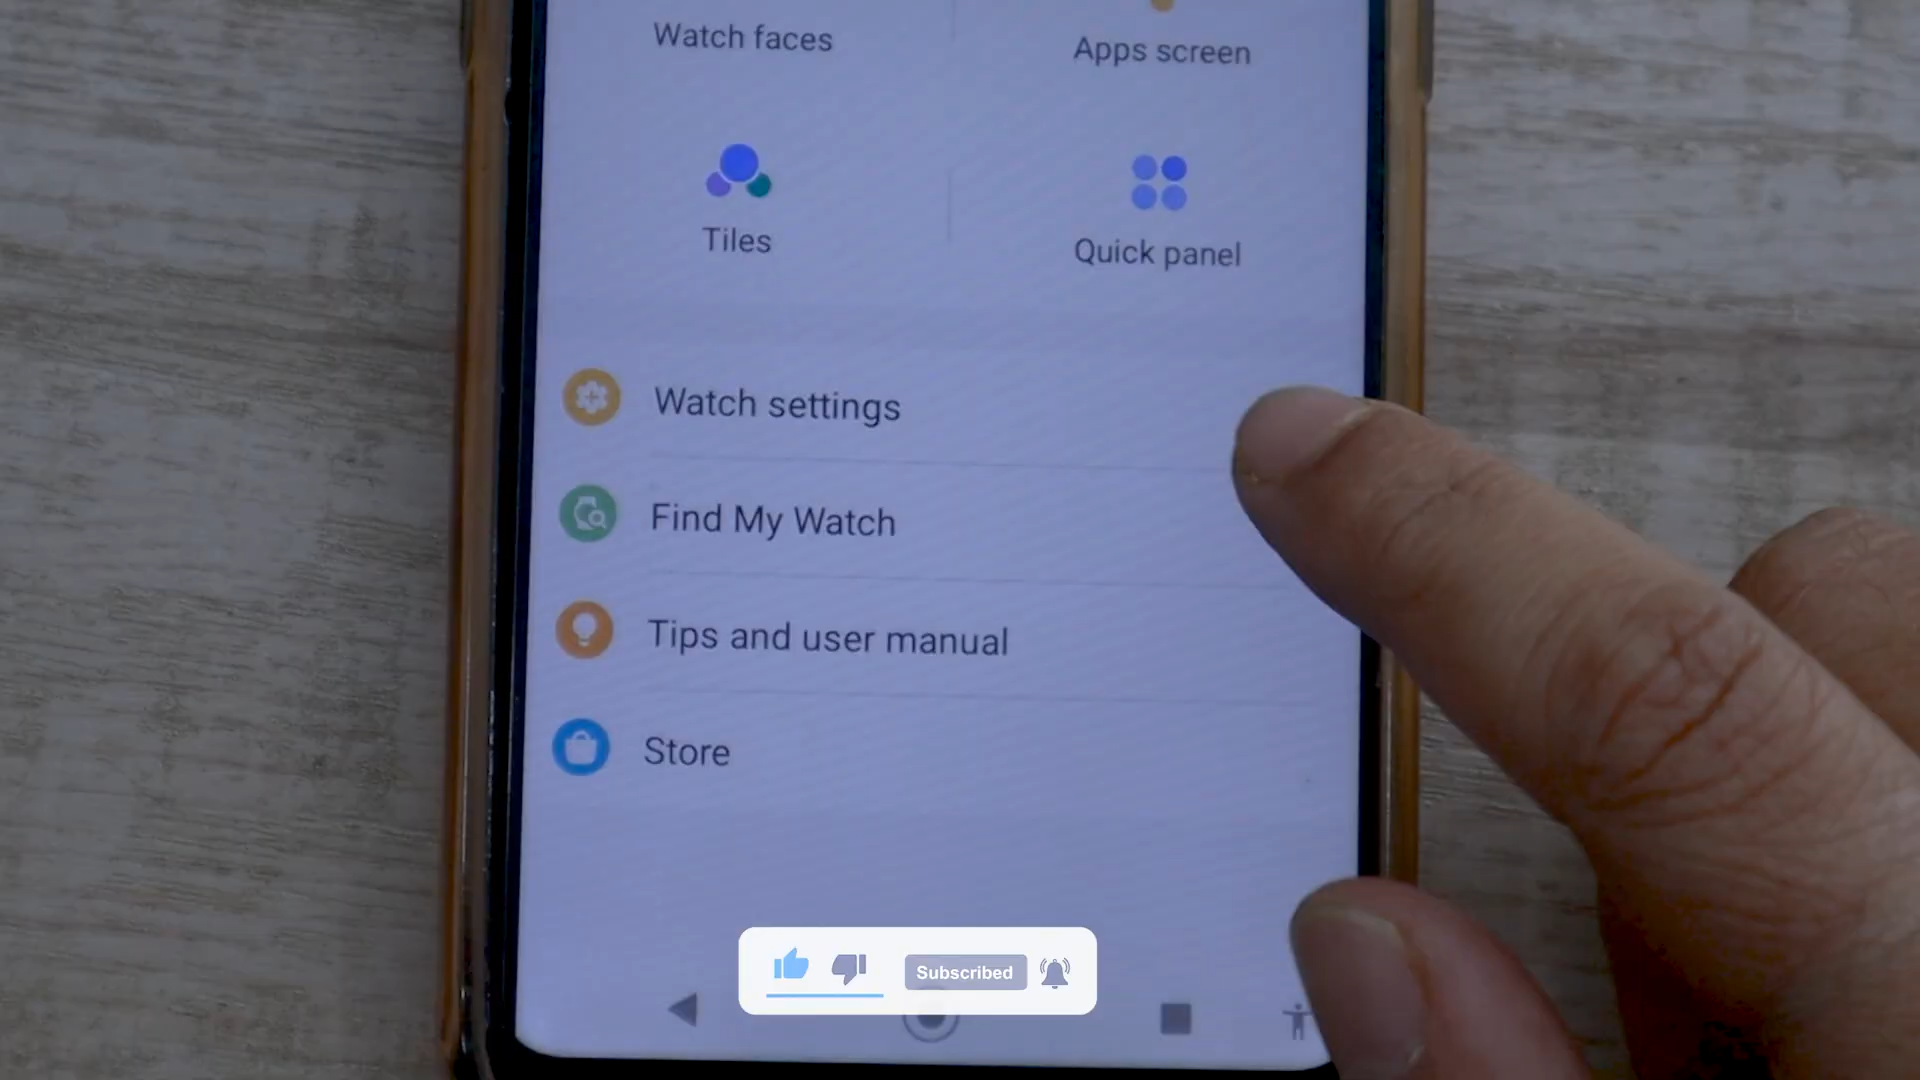 Watch faces
Apps screen
Tiles
Quick panel
Watch settings
Find My Watch
Tips and user manual
Store
Subscribed